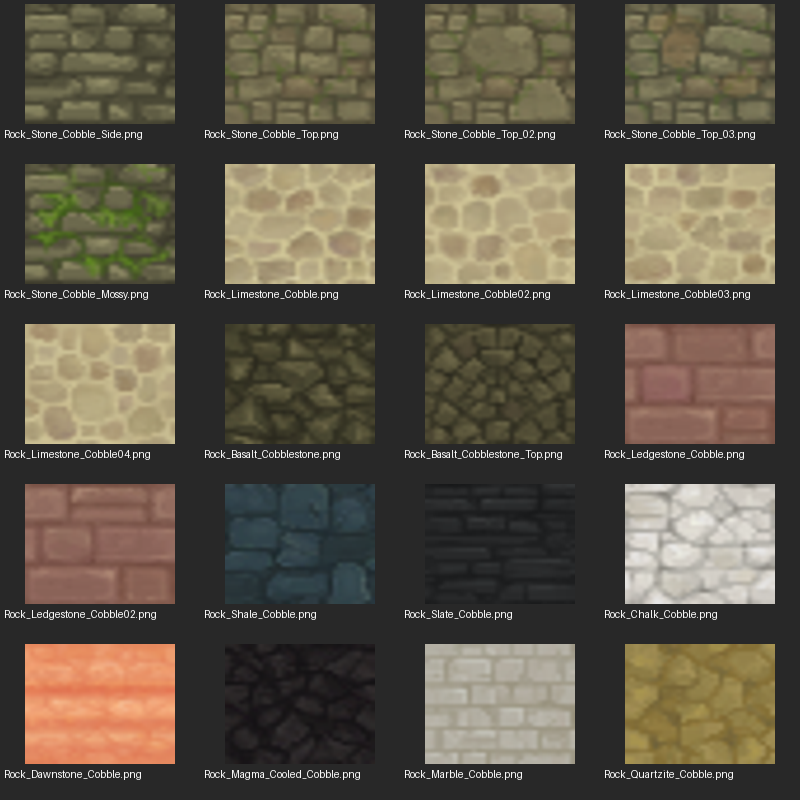 Rock_Stone_Cobble_Side.png
Rock_Stone_Cobble_Top.png
Rock_Stone_Cobble_Top_02.png
Rock_Stone_Cobble_Top_03.png
Rock_Stone_Cobble_Mossy.png
Rock_Limestone_Cobble.png
Rock_Limestone_Cobble02.png
Rock_Limestone_Cobble03.png
Rock_Limestone_Cobble04.png
Rock_Basalt_Cobblestone.png
Rock_Basalt_Cobblestone_Top.png
Rock_Ledgestone_Cobble.png
Rock_Ledgestone_Cobble02.png
Rock_Shale_Cobble.png
Rock_Slate_Cobble.png
Rock_Chalk_Cobble.png
Rock_Dawnstone_Cobble.png
Rock_Magma_Cooled_Cobble.png
Rock_Marble_Cobble.png
Rock_Quartzite_Cobble.png